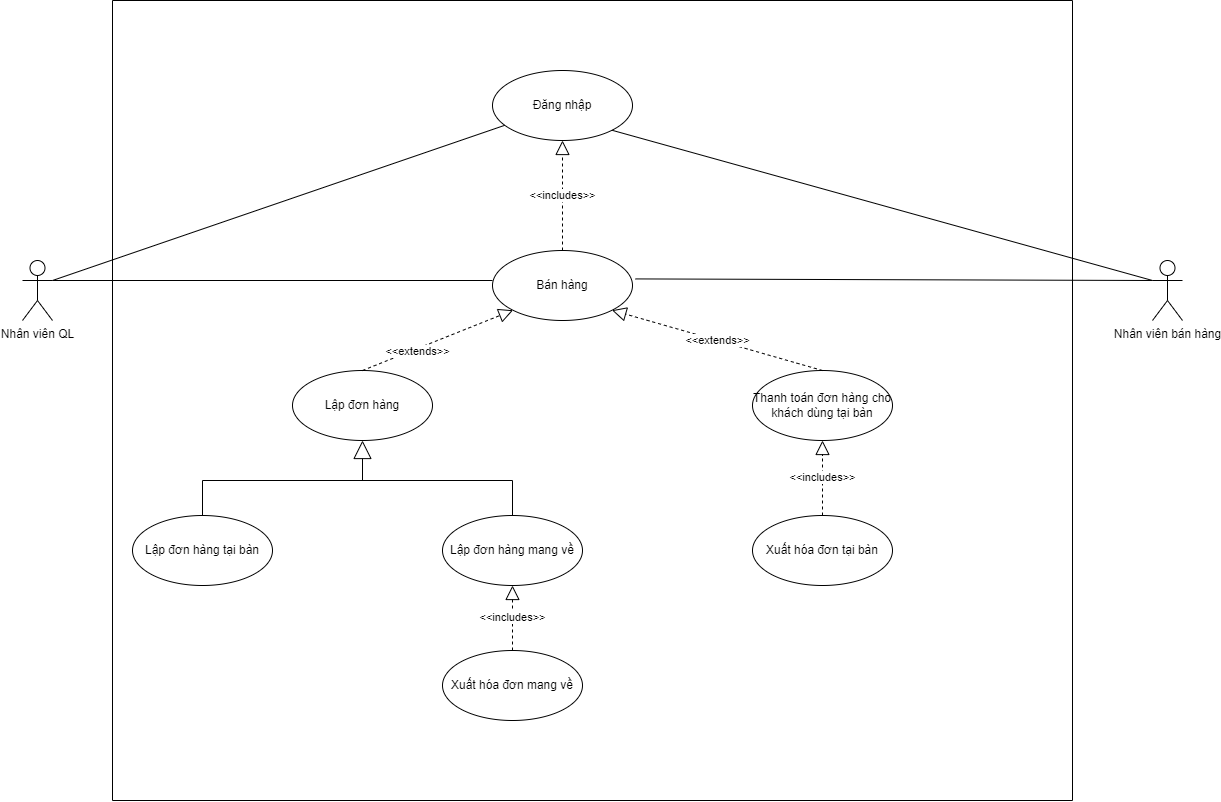 Đăng nhập
<<includes>>
Bán hàng
Nhân viên QL
Nhân viên bán hàng
<<extends>>
<<extends>>
Lập đơn hàng
Thanh toán đơn hàng cho
khách dùng tại bàn
<<includes>>
Lập đơn hàng tại bàn
Lập đơn hàng mang về
Xuất hóa đơn tại bàn
<<includes>>
Xuất hóa đơn mang về